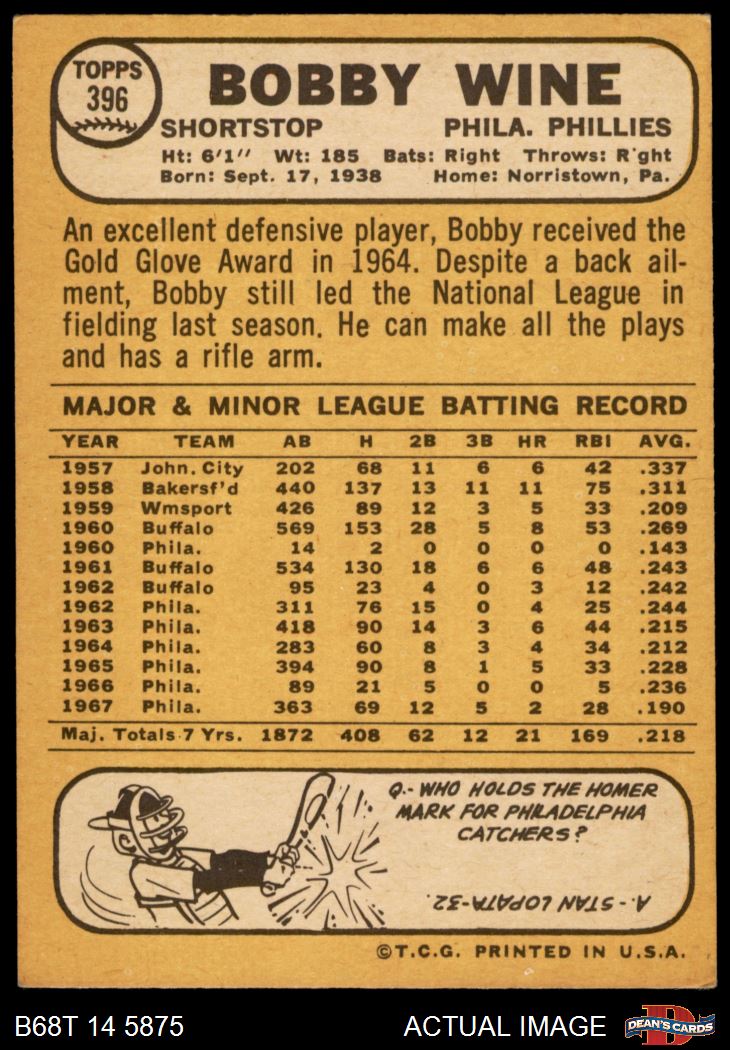 TOPPS
396
BOBBY WINE
SHORTSTOP PHILA. PHILLIES
Ht: 6'1" Wt: 185 Bats: Right Throws: R'ght
Born: Sept. 17, 1938 Home: Norristown, Pa.
An excellent defensive player, Bobby received the
Gold Glove Award in 1964. Despite a back ail-
ment, Bobby still led the National League in
fielding last season. He can make all the plays
and has a rifle arm.
MAJOR & MINOR LEAGUE BATTING RECORD
YEAR TEAM AB H 2B 3B HR RBI AVG.
1957 John. City 202 68 11 6 6 42 .337
1958 Bakersf'd 440 137 13 11 11 75 .311
1959 Wmsport 426 89 12 3 5 33 .209
1960 Buffalo 569 153 28 5 8 53 .269
1960 Phila. 14 2 0 0 0 0 .143
1961 Buffalo 534 130 18 6 6 48 .243
1962 Buffalo 95 23 4 0 3 12 .242
1962 Phila. 311 76 15 0 4 25 .244
1963 Phila. 418 90 14 3 6 44 .215
1964 Phila. 283 60 8 3 4 34 .212
1965 Phila. 394 90 8 1 5 33 .228
1966 Phila. 89 21 5 0 0 5 .236
1967 Phila. 363 69 12 5 2 28 .190
Maj. Totals 7 Yrs. 1872 408 62 12 21 169 .218
Q.- WHO HOLDS THE HOMER
MARK FOR PHILADELPHIA
CATCHERS?
A.- STAN LOPATA-32.
©T.C.G. PRINTED IN U.S.A.
B68T 14 5875 ACTUAL IMAGE
D
DEAN'S CARDS